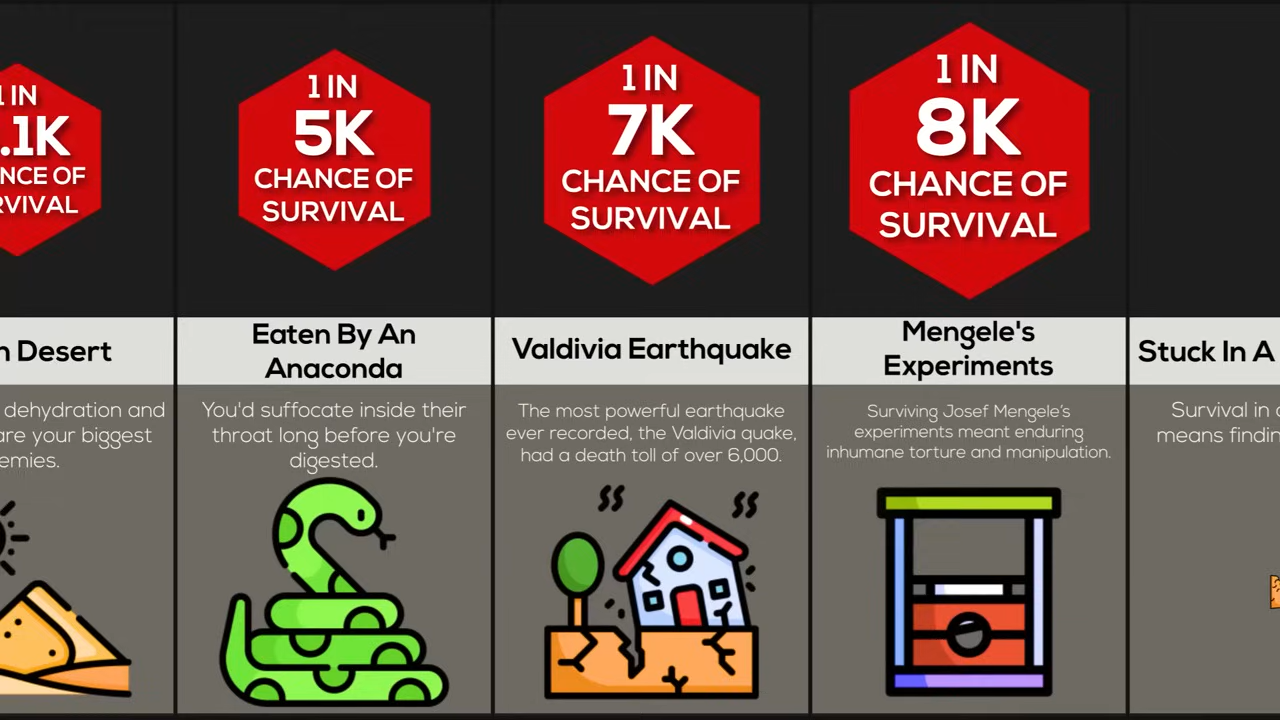 1 IN
.1K
NCE OF
RVIVAL
n Desert
dehydration and
are your biggest
emies.
1 IN
5K
CHANCE OF
SURVIVAL
Eaten By An
Anaconda
You'd suffocate inside their
throat long before you're
digested.
1 IN
7K
CHANCE OF
SURVIVAL
Valdivia Earthquake
The most powerful earthquake
ever recorded, the Valdivia quake,
had a death toll of over 6,000.
1 IN
8K
CHANCE OF
SURVIVAL
Mengele's
Experiments
Surviving Josef Mengele's
experiments meant enduring
inhumane torture and manipulation.
Stuck In A
Survival in
means findin